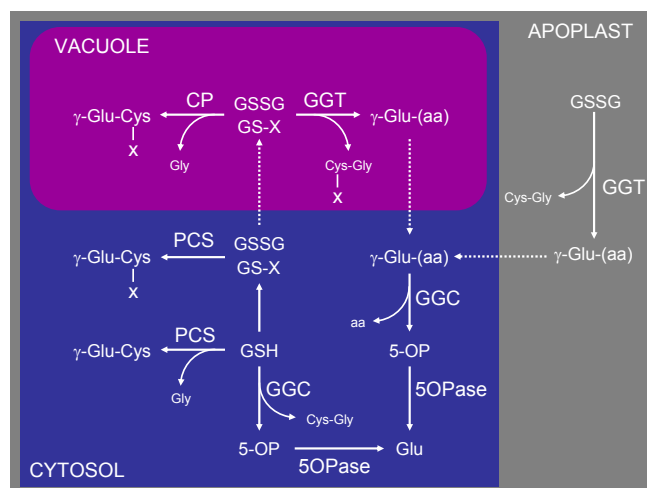 VACUOLE
APOPLAST
CP
GGT
γ-Glu-Cys
GSSG
γ-Glu-(aa)
GSSG
GS-X
X
Gly
Cys-Gly
X
Cys-Gly
GGT
PCS
γ-Glu-Cys
GSSG
γ-Glu-(aa)
γ-Glu-(aa)
GS-X
X
GGC
aa
PCS
γ-Glu-Cys
GSH
5-OP
Gly
GGC
5OPase
Cys-Gly
5-OP
Glu
5OPase
CYTOSOL